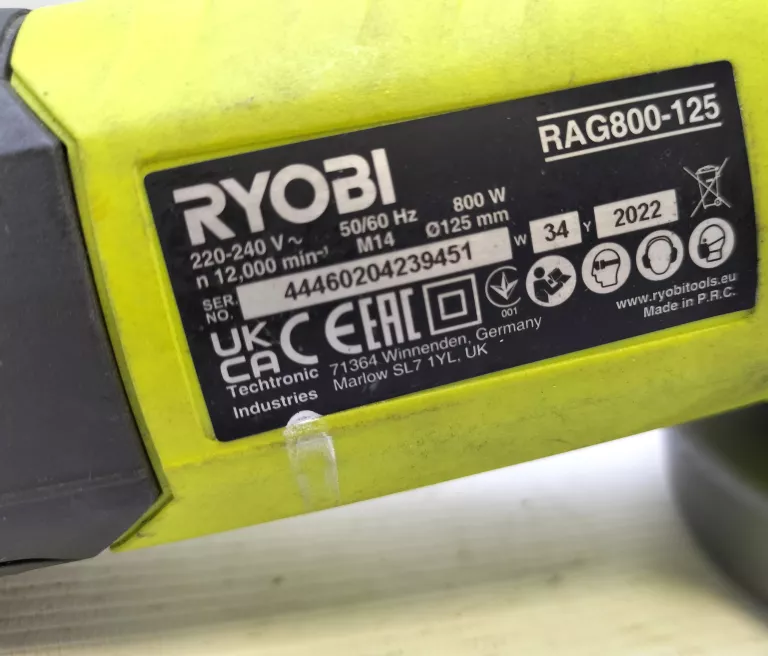 RAG800-125
RYOBI
220-240 V ~ 50/60 Hz 800 W
n 12,000 min⁻¹ M14 Ø125 mm
SER. NO. 44460204239451 W 34 Y 2022
UK CA CE EAC 001
www.ryobitools.eu
Made in P.R.C.
Techtronic Industries
71364 Winnenden, Germany
Marlow SL7 1YL, UK